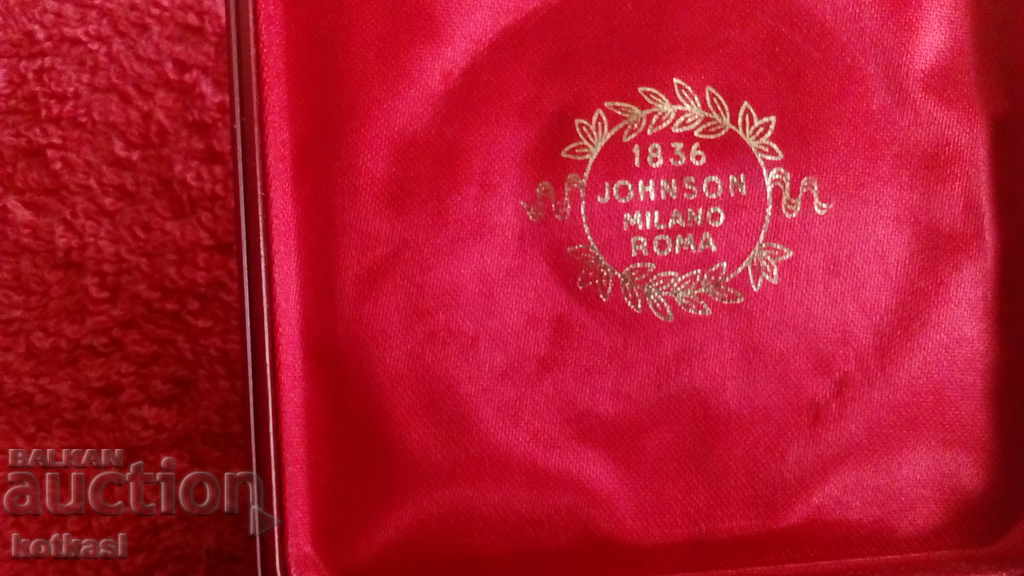 1836
JOHNSON
MILANO
ROMA
BALKAN
auction
kotkasl